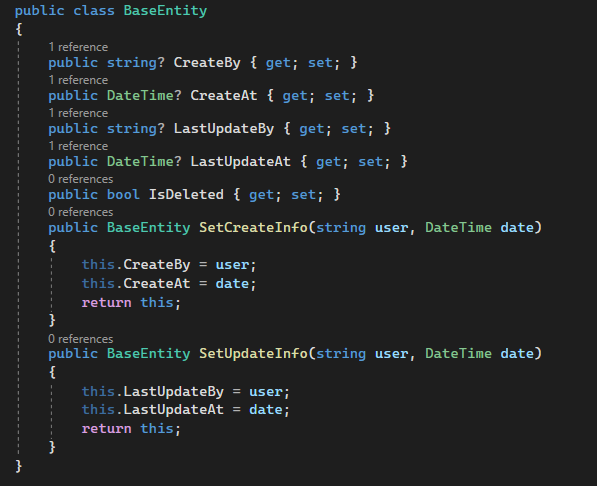 public class BaseEntity
{
1 reference
public string? CreateBy { get; set; }
1 reference
public DateTime? CreateAt { get; set; }
1 reference
public string? LastUpdateBy { get; set; }
1 reference
public DateTime? LastUpdateAt { get; set; }
0 references
public bool IsDeleted { get; set; }
0 references
public BaseEntity SetCreateInfo(string user, DateTime date)
{
this.CreateBy = user;
this.CreateAt = date;
return this;
}
0 references
public BaseEntity SetUpdateInfo(string user, DateTime date)
{
this.LastUpdateBy = user;
this.LastUpdateAt = date;
return this;
}
}